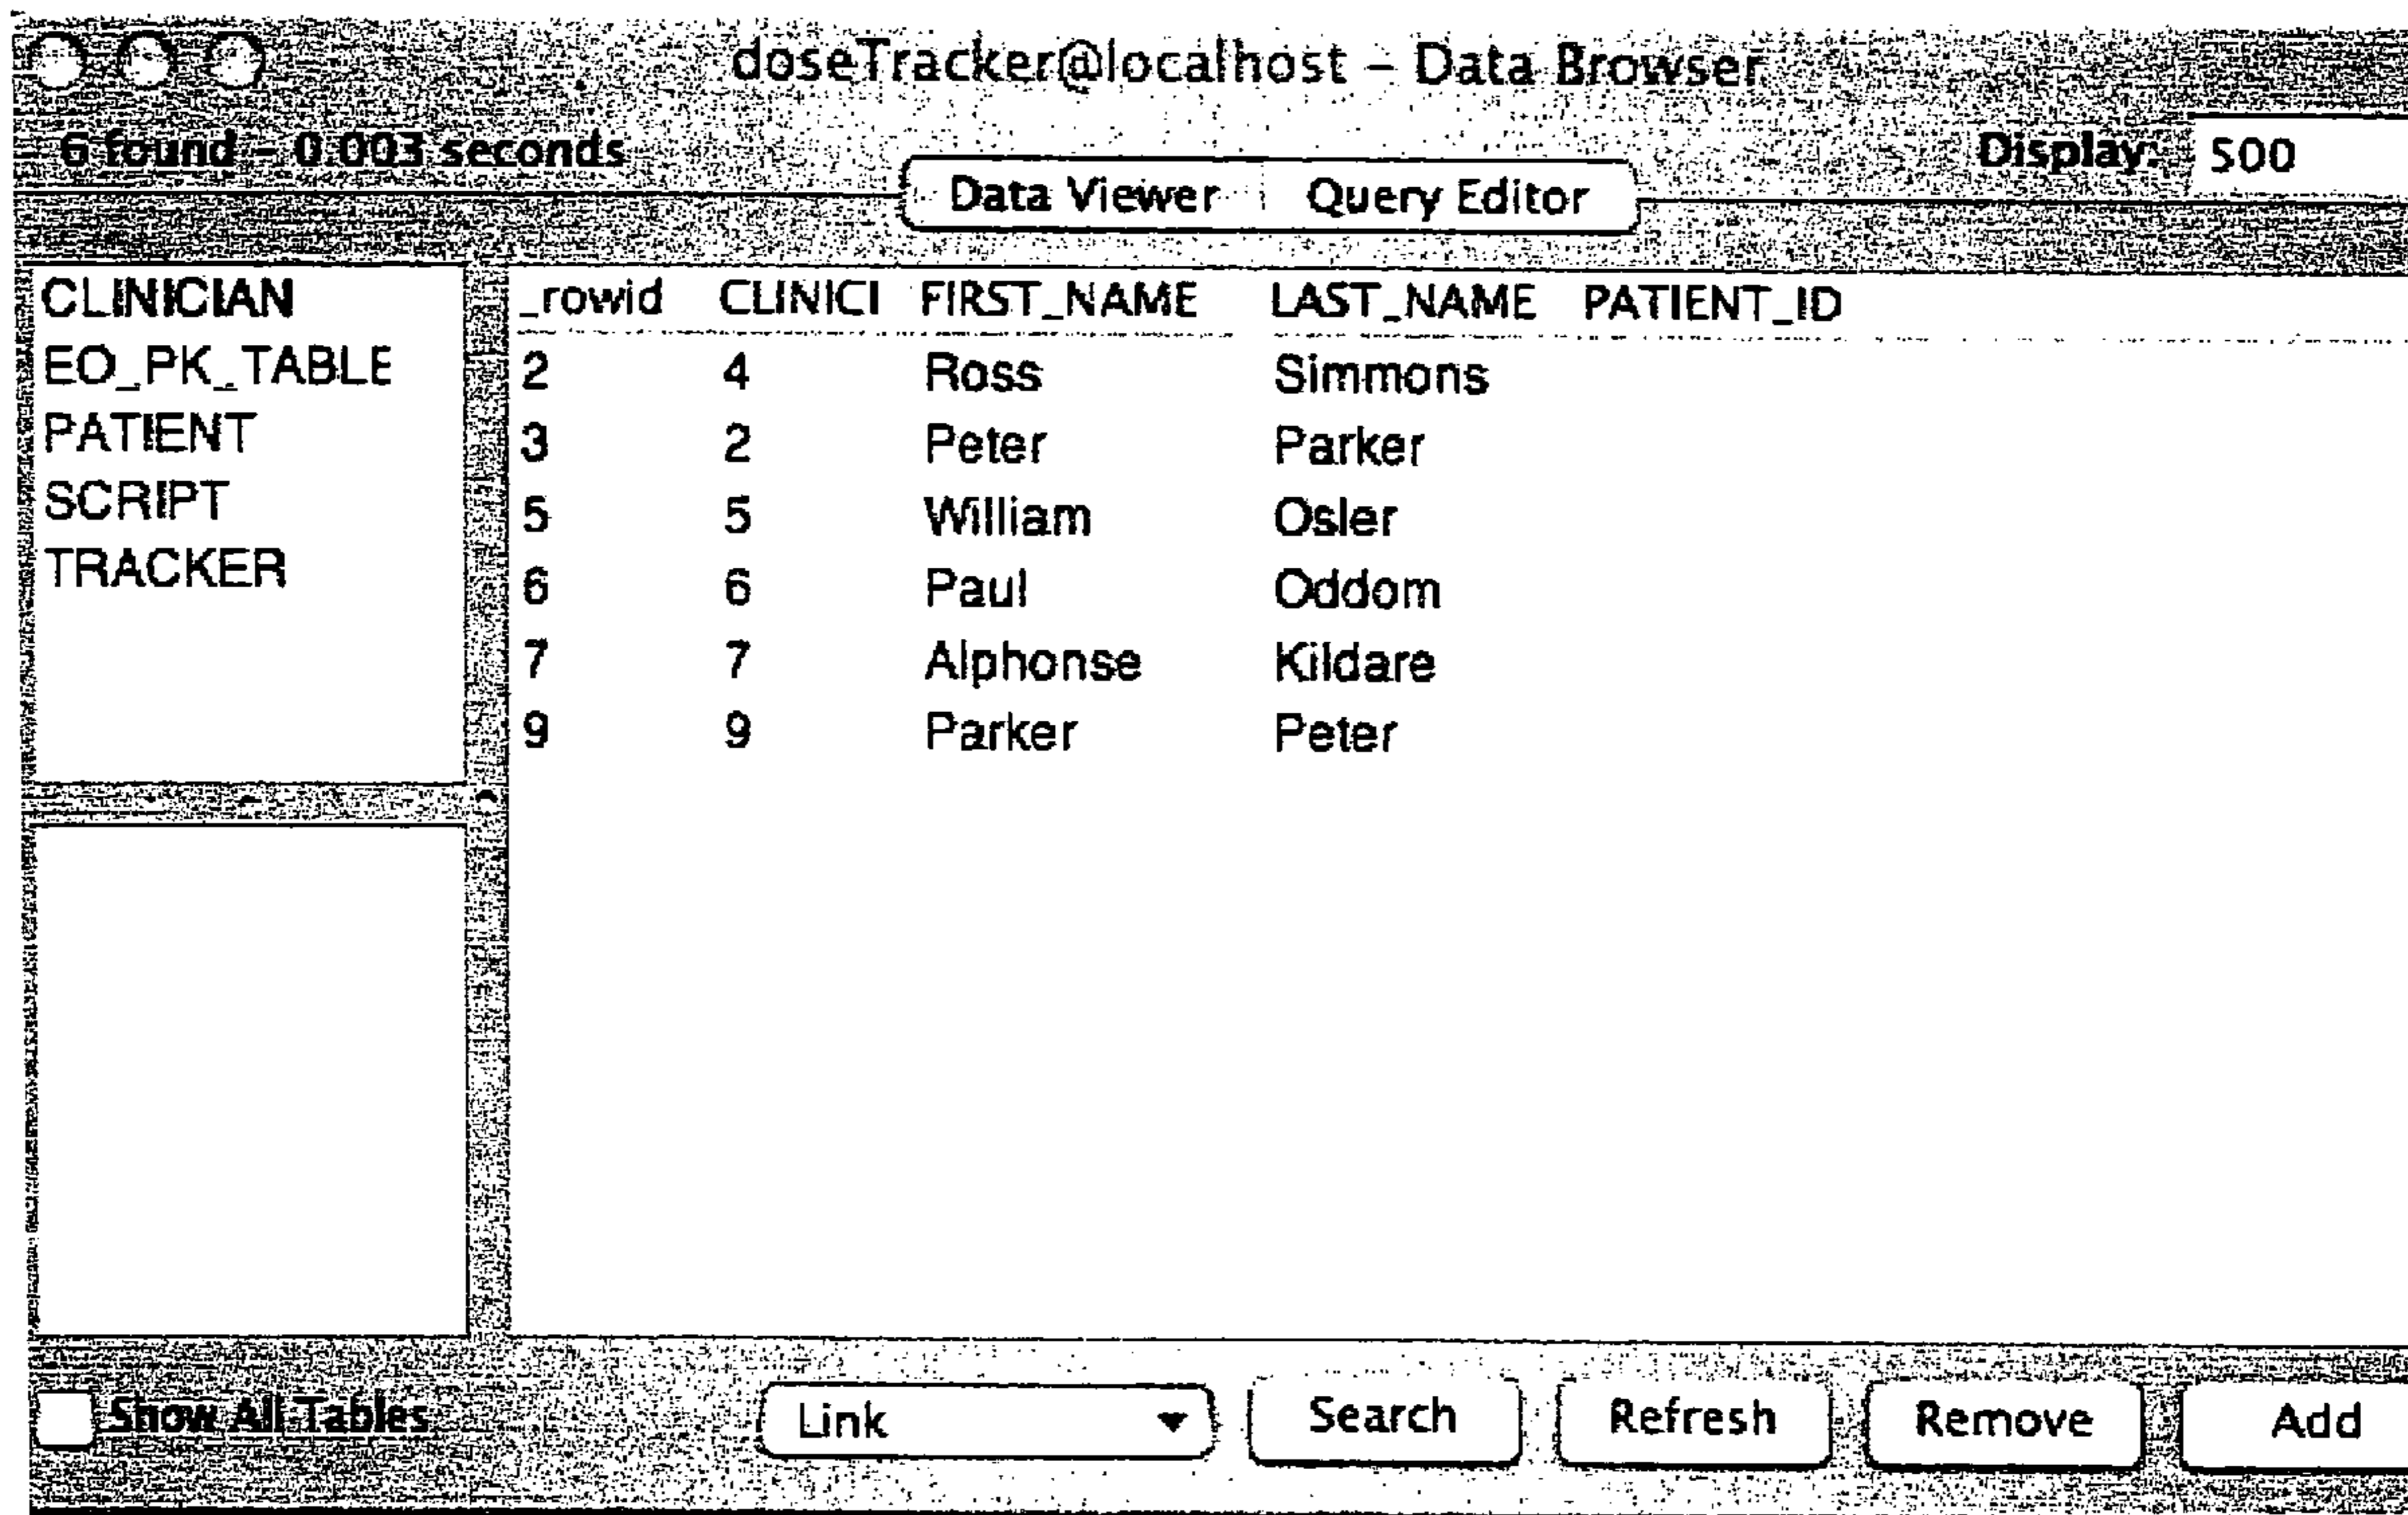 doseTracker@localhost – Data Browser
6 found – 0.003 seconds
Display: 500
Data Viewer Query Editor
CLINICIAN
EO_PK_TABLE
PATIENT
SCRIPT
TRACKER
_rowid CLINICI FIRST_NAME LAST_NAME PATIENT_ID
2 4 Ross Simmons
3 2 Peter Parker
5 5 William Osler
6 6 Paul Oddom
7 7 Alphonse Kildare
9 9 Parker Peter
Show All Tables
Link Search Refresh Remove Add